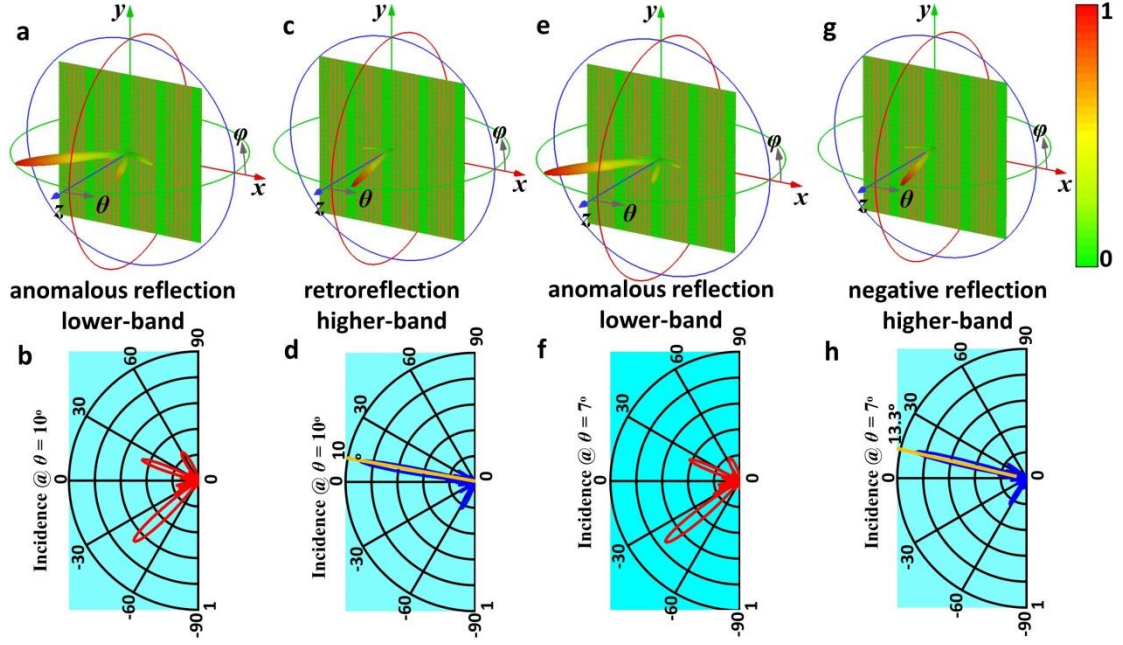 a
y
φ
x
z
θ
c
y
φ
x
z
θ
e
y
φ
x
z
θ
g
y
φ
x
z
θ
1
0
anomalous reflection
lower-band
retroreflection
higher-band
anomalous reflection
lower-band
negative reflection
higher-band
b
Incidence @ θ = 10°
90
60
30
0
-30
-60
-90
0
1
d
Incidence @ θ = 10°
90
60
30
10°
0
-30
-60
-90
0
1
f
Incidence @ θ = 7°
90
60
30
0
-30
-60
-90
0
1
h
Incidence @ θ = 7°
90
60
30
13.3°
0
-30
-60
-90
0
1